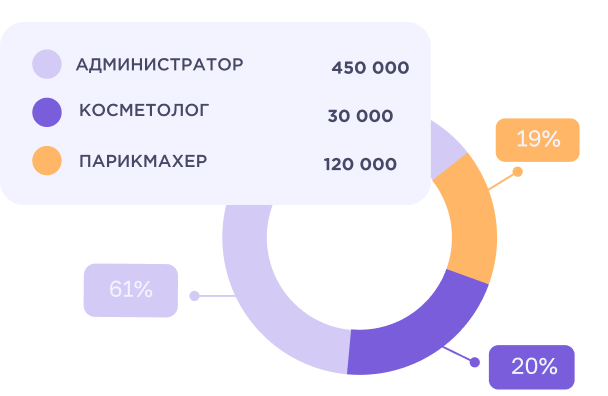 АДМИНИСТРАТОР 450 000
КОСМЕТОЛОГ 30 000
ПАРИКМАХЕР 120 000
19%
61%
20%